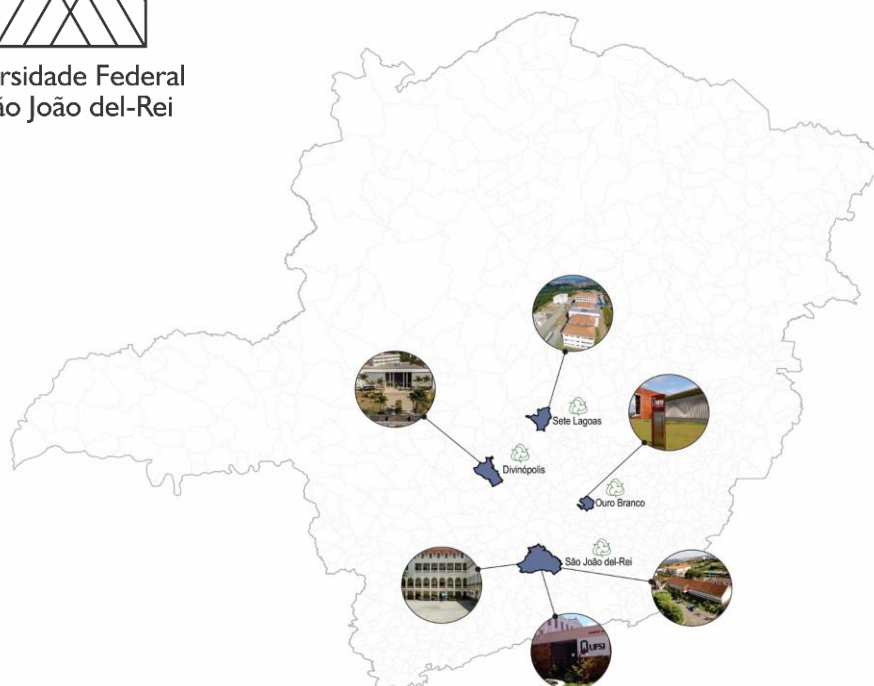 rsidade Federal
ão João del-Rei
Sete Lagoas
Divinópolis
Ouro Branco
São João del-Rei
UFSJ